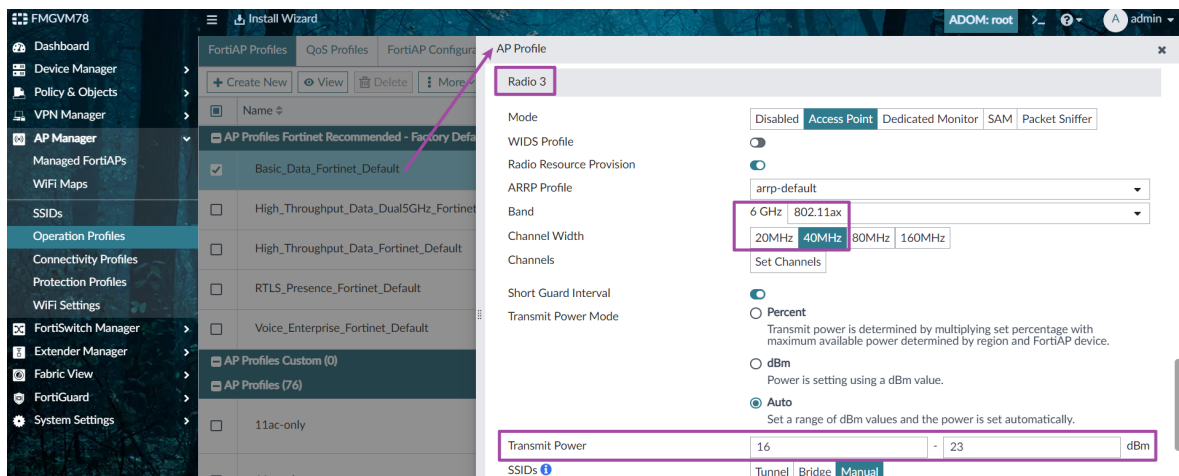 FMGVM78
Install Wizard
ADOM: root
>_
A
admin
Dashboard
Device Manager
Policy & Objects
VPN Manager
AP Manager
Managed FortiAPs
WiFi Maps
SSIDs
Operation Profiles
Connectivity Profiles
Protection Profiles
WiFi Settings
FortiSwitch Manager
Extender Manager
Fabric View
FortiGuard
System Settings
FortiAP Profiles QoS Profiles FortiAP Configura
+ Create New View Delete More
Name
AP Profiles Fortinet Recommended - Factory Defa
Basic_Data_Fortinet_Default
High_Throughput_Data_Dual5GHz_Fortinet
High_Throughput_Data_Fortinet_Default
RTLS_Presence_Fortinet_Default
Voice_Enterprise_Fortinet_Default
AP Profiles Custom (0)
AP Profiles (76)
11ac-only
AP Profile
Radio 3
Mode Disabled Access Point Dedicated Monitor SAM Packet Sniffer
WIDS Profile
Radio Resource Provision
ARRP Profile arrp-default
Band 6 GHz 802.11ax
Channel Width 20MHz 40MHz 80MHz 160MHz
Channels Set Channels
Short Guard Interval
Transmit Power Mode Percent
Transmit power is determined by multiplying set percentage with
maximum available power determined by region and FortiAP device.
dBm
Power is setting using a dBm value.
Auto
Set a range of dBm values and the power is set automatically.
Transmit Power 16 - 23 dBm
SSIDs Tunnel Bridge Manual